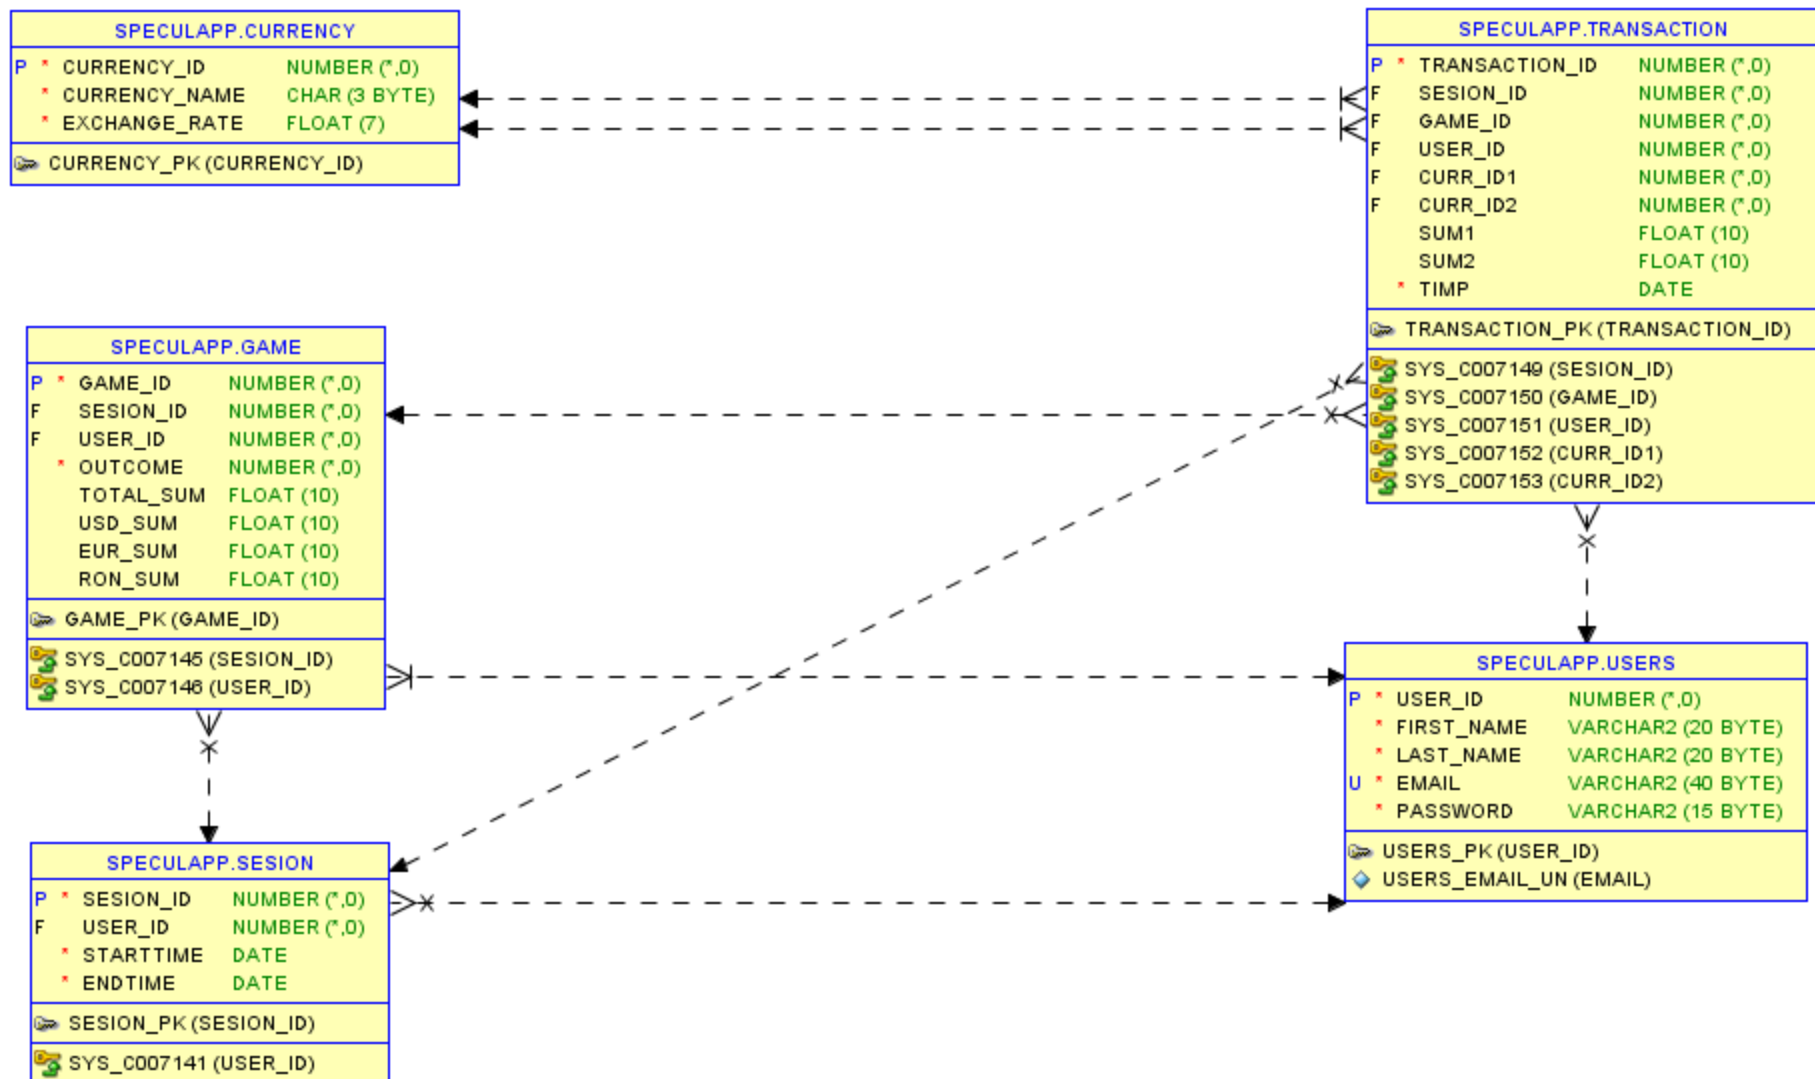 SPECULAPP.CURRENCY
P * CURRENCY_ID NUMBER (*,0)
* CURRENCY_NAME CHAR (3 BYTE)
* EXCHANGE_RATE FLOAT (7)
CURRENCY_PK (CURRENCY_ID)
SPECULAPP.TRANSACTION
P * TRANSACTION_ID NUMBER (*,0)
F SESION_ID NUMBER (*,0)
F GAME_ID NUMBER (*,0)
F USER_ID NUMBER (*,0)
F CURR_ID1 NUMBER (*,0)
F CURR_ID2 NUMBER (*,0)
SUM1 FLOAT (10)
SUM2 FLOAT (10)
* TIMP DATE
TRANSACTION_PK (TRANSACTION_ID)
SYS_C007149 (SESION_ID)
SYS_C007150 (GAME_ID)
SYS_C007151 (USER_ID)
SYS_C007152 (CURR_ID1)
SYS_C007153 (CURR_ID2)
SPECULAPP.GAME
P * GAME_ID NUMBER (*,0)
F SESION_ID NUMBER (*,0)
F USER_ID NUMBER (*,0)
* OUTCOME NUMBER (*,0)
TOTAL_SUM FLOAT (10)
USD_SUM FLOAT (10)
EUR_SUM FLOAT (10)
RON_SUM FLOAT (10)
GAME_PK (GAME_ID)
SYS_C007145 (SESION_ID)
SYS_C007146 (USER_ID)
SPECULAPP.USERS
P * USER_ID NUMBER (*,0)
* FIRST_NAME VARCHAR2 (20 BYTE)
* LAST_NAME VARCHAR2 (20 BYTE)
U * EMAIL VARCHAR2 (40 BYTE)
* PASSWORD VARCHAR2 (15 BYTE)
USERS_PK (USER_ID)
USERS_EMAIL_UN (EMAIL)
SPECULAPP.SESION
P * SESION_ID NUMBER (*,0)
F USER_ID NUMBER (*,0)
* STARTTIME DATE
* ENDTIME DATE
SESION_PK (SESION_ID)
SYS_C007141 (USER_ID)